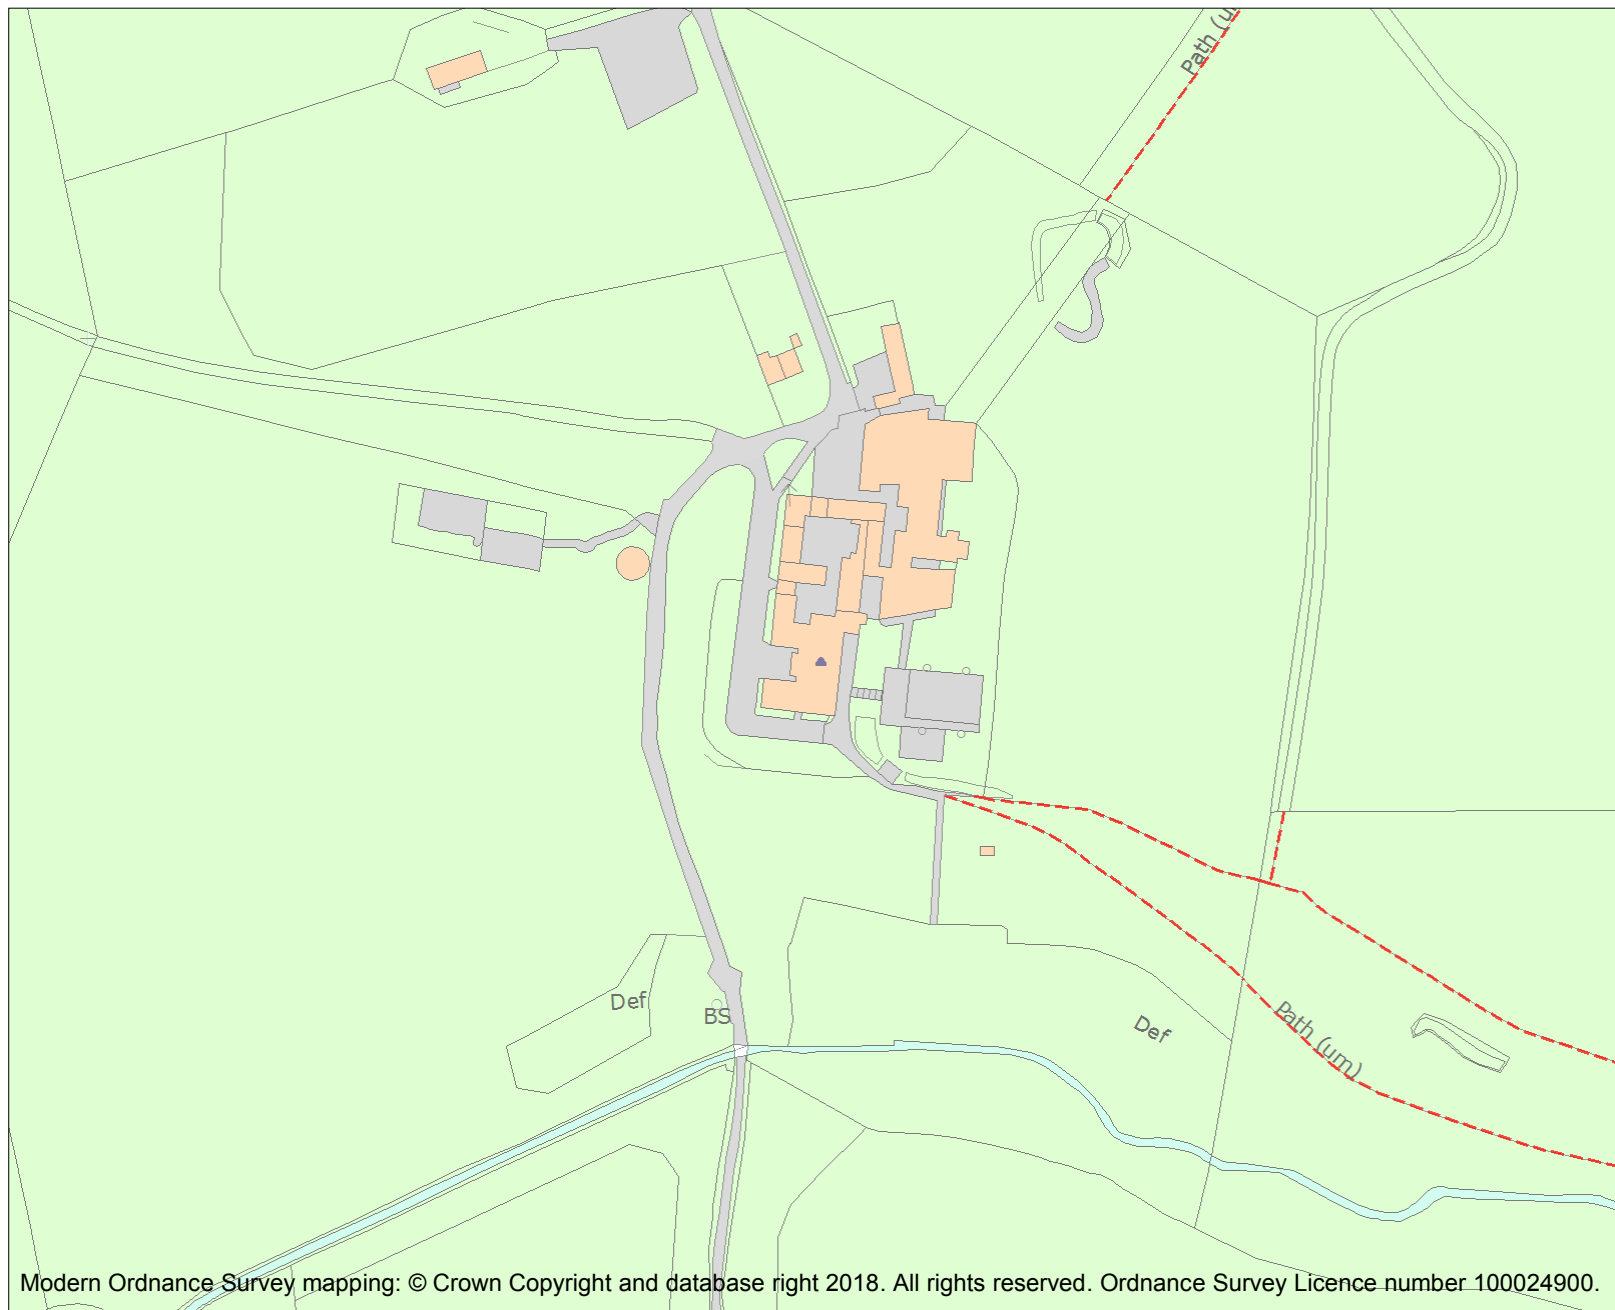 Path (u
Def
BS
Def
Path (um)
Modern Ordnance Survey mapping: © Crown Copyright and database right 2018. All rights reserved. Ordnance Survey Licence number 100024900.